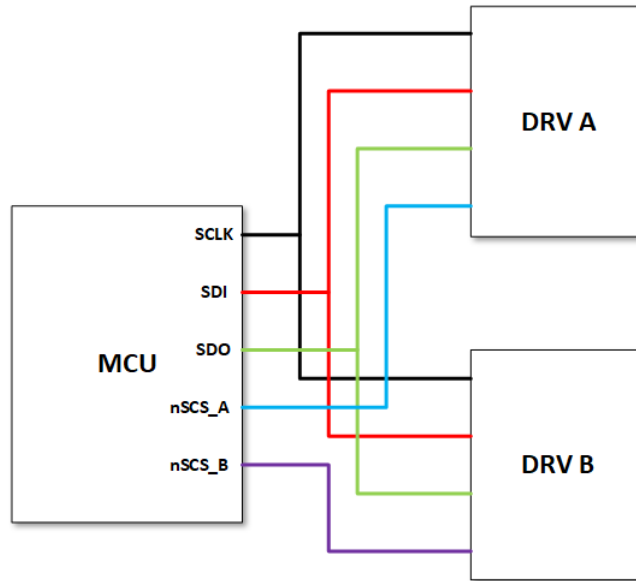 DRV A
SCLK
SDI
SDO
MCU
nSCS_A
nSCS_B
DRV B